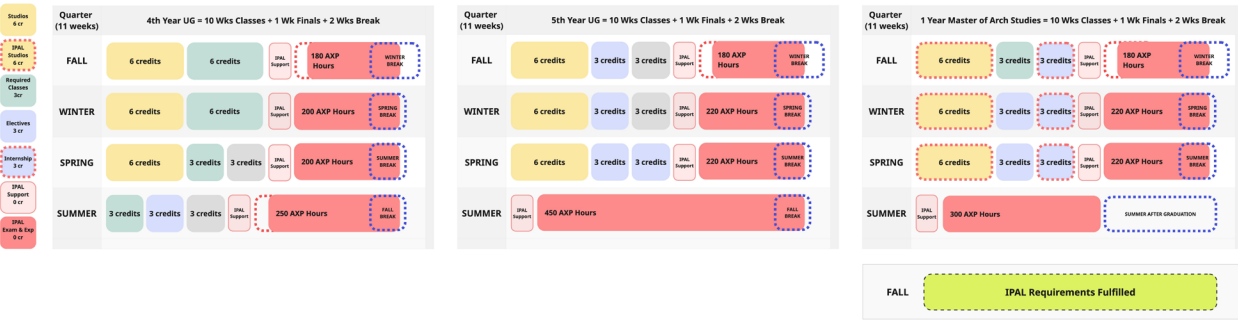 Studios
6 cr
IPAL
Studios
6 cr
Required
Classes
3cr
Electives
3 cr
Internship
3 cr
IPAL
Support
0 cr
IPAL
Exam & Exp
0 cr
Quarter
(11 weeks)
4th Year UG = 10 Wks Classes + 1 Wk Finals + 2 Wks Break
FALL
6 credits
6 credits
IPAL
Support
180 AXP
Hours
WINTER
BREAK
WINTER
6 credits
6 credits
IPAL
Support
200 AXP Hours
SPRING
BREAK
SPRING
6 credits
3 credits
3 credits
IPAL
Support
200 AXP Hours
SUMMER
BREAK
SUMMER
3 credits
3 credits
3 credits
IPAL
Support
250 AXP Hours
FALL
BREAK
Quarter
(11 weeks)
5th Year UG = 10 Wks Classes + 1 Wk Finals + 2 Wks Break
FALL
6 credits
3 credits
3 credits
IPAL
Support
180 AXP
Hours
WINTER
BREAK
WINTER
6 credits
3 credits
3 credits
IPAL
Support
220 AXP Hours
SPRING
BREAK
SPRING
6 credits
3 credits
3 credits
IPAL
Support
220 AXP Hours
SUMMER
BREAK
SUMMER
IPAL
Support
450 AXP Hours
FALL
BREAK
Quarter
(11 weeks)
1 Year Master of Arch Studies = 10 Wks Classes + 1 Wk Finals + 2 Wks Break
FALL
6 credits
3 credits
3 credits
IPAL
Support
180 AXP
Hours
WINTER
BREAK
WINTER
6 credits
3 credits
3 credits
IPAL
Support
220 AXP Hours
SPRING
BREAK
SPRING
6 credits
3 credits
3 credits
IPAL
Support
220 AXP Hours
SUMMER
BREAK
SUMMER
IPAL
Support
300 AXP Hours
SUMMER AFTER GRADUATION
FALL
IPAL Requirements Fulfilled